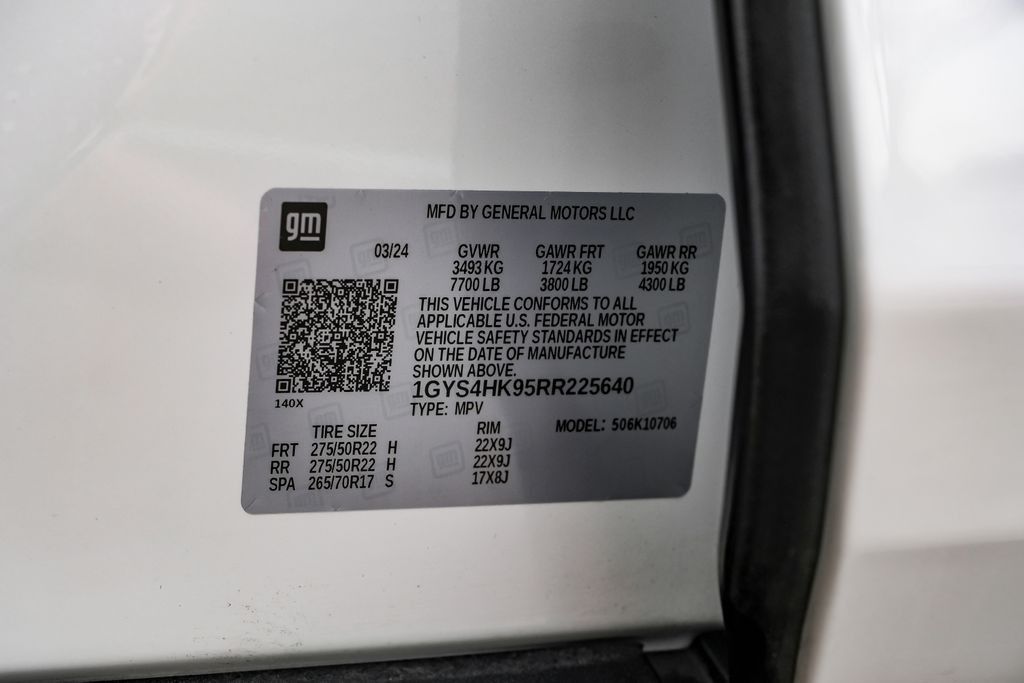 gm
MFD BY GENERAL MOTORS LLC
03/24 GVWR GAWR FRT GAWR RR
3493 KG 1724 KG 1950 KG
7700 LB 3800 LB 4300 LB
THIS VEHICLE CONFORMS TO ALL
APPLICABLE U.S. FEDERAL MOTOR
VEHICLE SAFETY STANDARDS IN EFFECT
ON THE DATE OF MANUFACTURE
SHOWN ABOVE.
1GYS4HK95RR225640
140X
TYPE: MPV
TIRE SIZE RIM MODEL: 506K10706
FRT 275/50R22 H 22X9J
RR 275/50R22 H 22X9J
SPA 265/70R17 S 17X8J